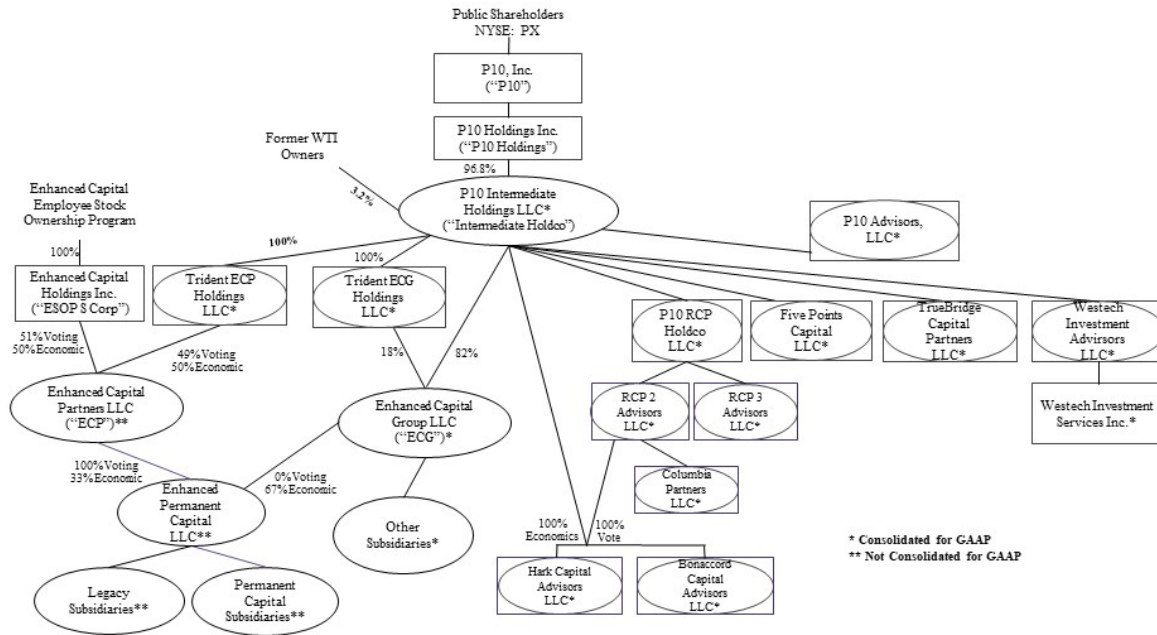 Public Shareholders
NYSE: PX
P10, Inc.
(“P10”)
P10 Holdings Inc.
(“P10 Holdings”)
Former WTI
Owners
96.8%
3.2%
P10 Intermediate
Holdings LLC*
(“Intermediate Holdco”)
P10 Advisors,
LLC*
Enhanced Capital
Employee Stock
Ownership Program
100%
100%
100%
Enhanced Capital
Holdings Inc.
(“ESOP S Corp”)
Trident ECP
Holdings
LLC*
Trident ECG
Holdings
LLC*
P10 RCP
Holdco
LLC*
Five Points
Capital
LLC*
TrueBridge
Capital
Partners
LLC*
Westech
Investment
Advirsors
LLC*
51% Voting
50% Economic
49% Voting
50% Economic
18%
82%
Enhanced Capital
Partners LLC
(“ECP”)**
Enhanced Capital
Group LLC
(“ECG”)*
RCP 2
Advisors
LLC*
RCP 3
Advisors
LLC*
Westech Investment
Services Inc.*
100% Voting
33% Economic
0% Voting
67% Economic
Enhanced
Permanent
Capital
LLC**
Other
Subsidiaries*
Columbia
Partners
LLC*
100%
Economics
100%
Vote
Legacy
Subsidiaries**
Permanent
Capital
Subsidiaries**
Hark Capital
Advisors
LLC*
Bonaccord
Capital
Advisors
LLC*
* Consolidated for GAAP
** Not Consolidated for GAAP